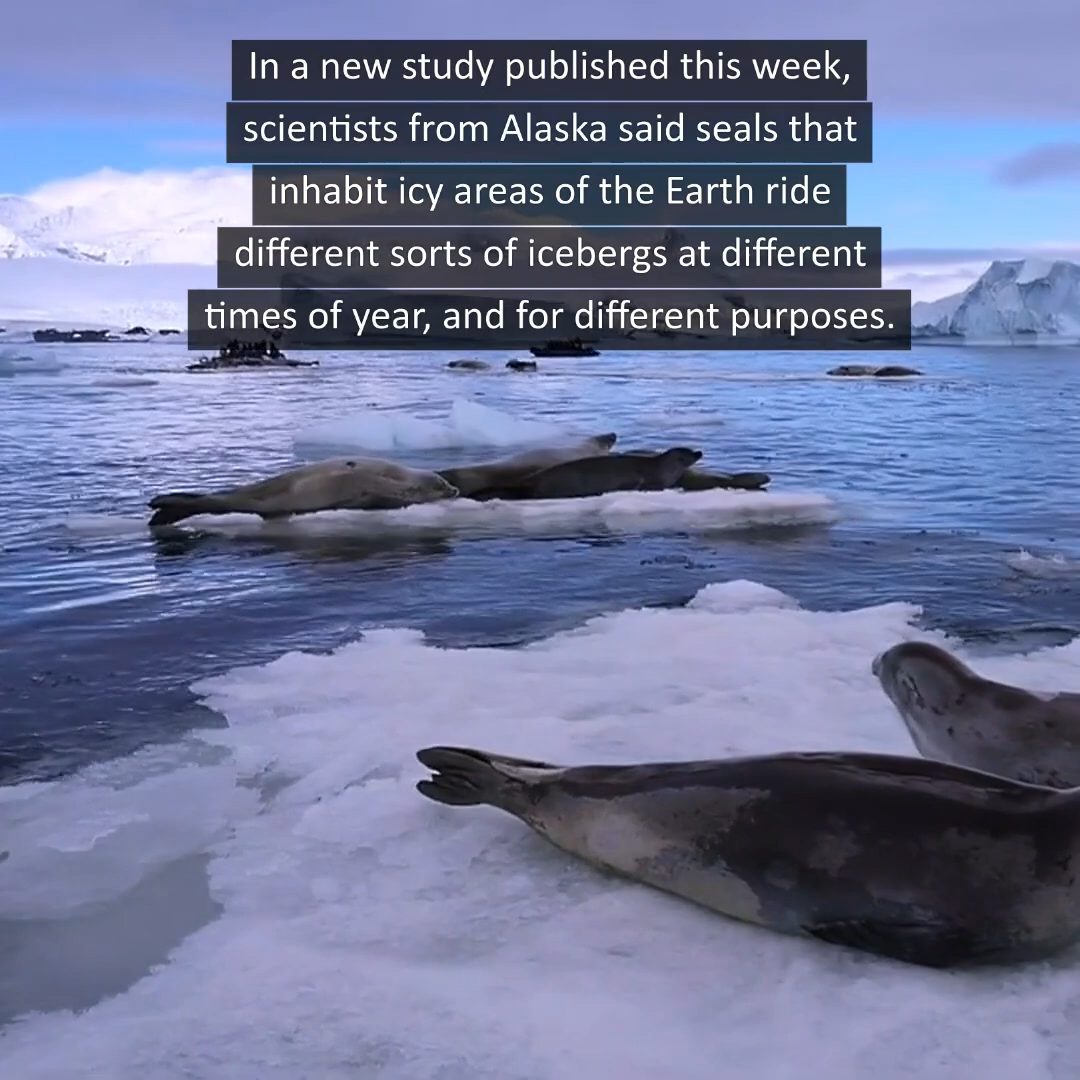 In a new study published this week,
scientists from Alaska said seals that
inhabit icy areas of the Earth ride
different sorts of icebergs at different
times of year, and for different purposes.